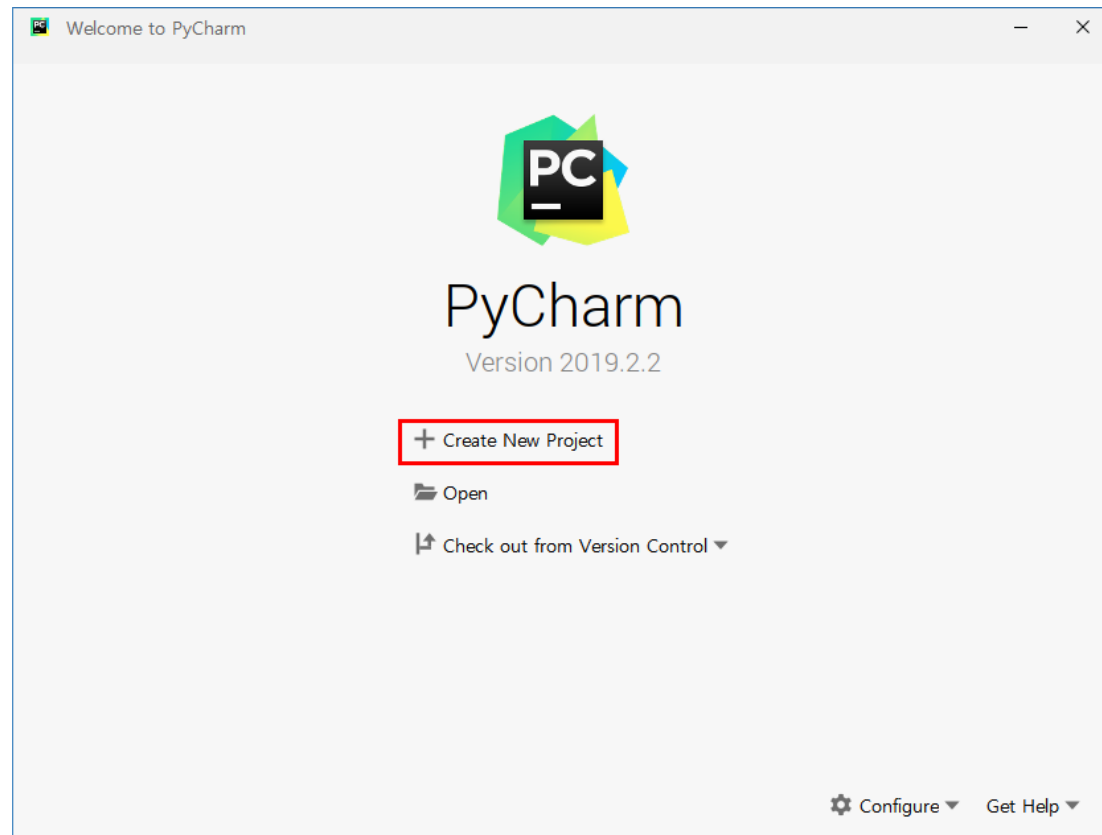 Welcome to PyCharm
PC
PyCharm
Version 2019.2.2
Create New Project
Open
Check out from Version Control
Configure
Get Help